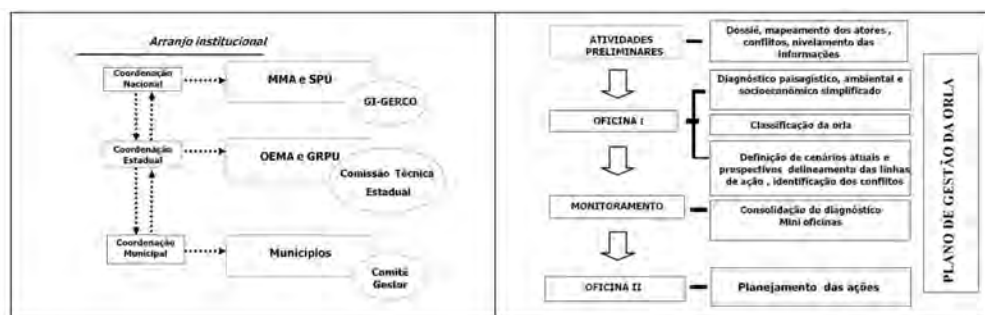 Arranjo institucional
Coordenação
Nacional
MMA e SPU
GI-GERCO
Coordenação
Estadual
OEMA e GRPU
Comissão Técnica
Estadual
Coordenação
Municipal
Municípios
Comitê
Gestor
ATIVIDADES
PRELIMINARES
Dossiê, mapeamento dos atores ,
conflitos, nivelamento das
informações
Diagnóstico paisagístico, ambiental e
socioeconômico simplificado
OFICINA I
Classificação da orla
Definição de cenários atuais e
prospectivos delineamento das linhas
de ação , identificação dos conflitos
MONITORAMENTO
Consolidação do diagnóstico
Mini oficinas
OFICINA II
Planejamento das ações
PLANO DE GESTÃO DA ORLA